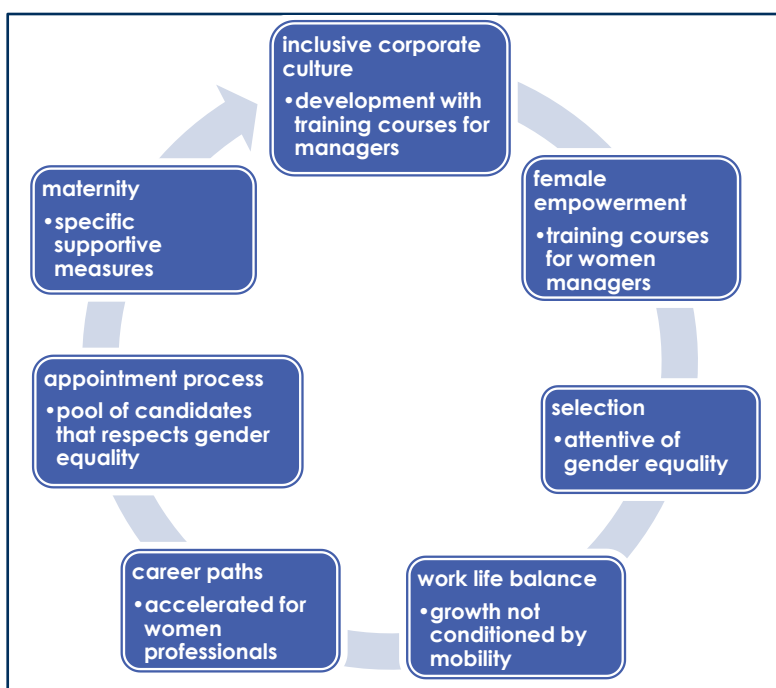 inclusive corporate
culture
•development with
training courses for
managers
female
empowerment
•training courses
for women
managers
selection
•attentive of
gender equality
work life balance
•growth not
conditioned by
mobility
career paths
•accelerated for
women
professionals
appointment process
•pool of candidates
that respects gender
equality
maternity
•specific
supportive
measures